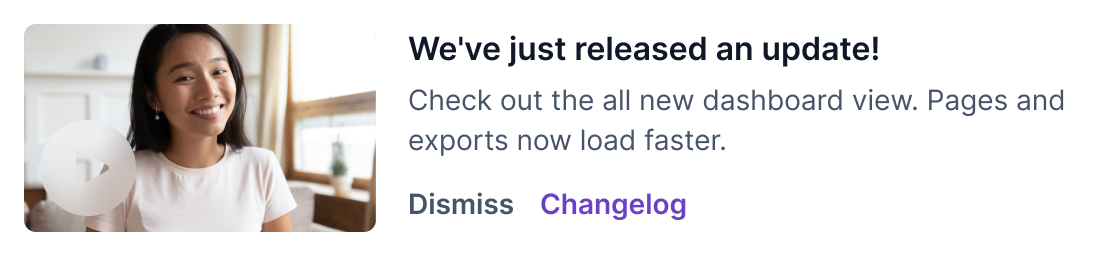 We've just released an update!
Check out the all new dashboard view. Pages and
exports now load faster.
Dismiss Changelog